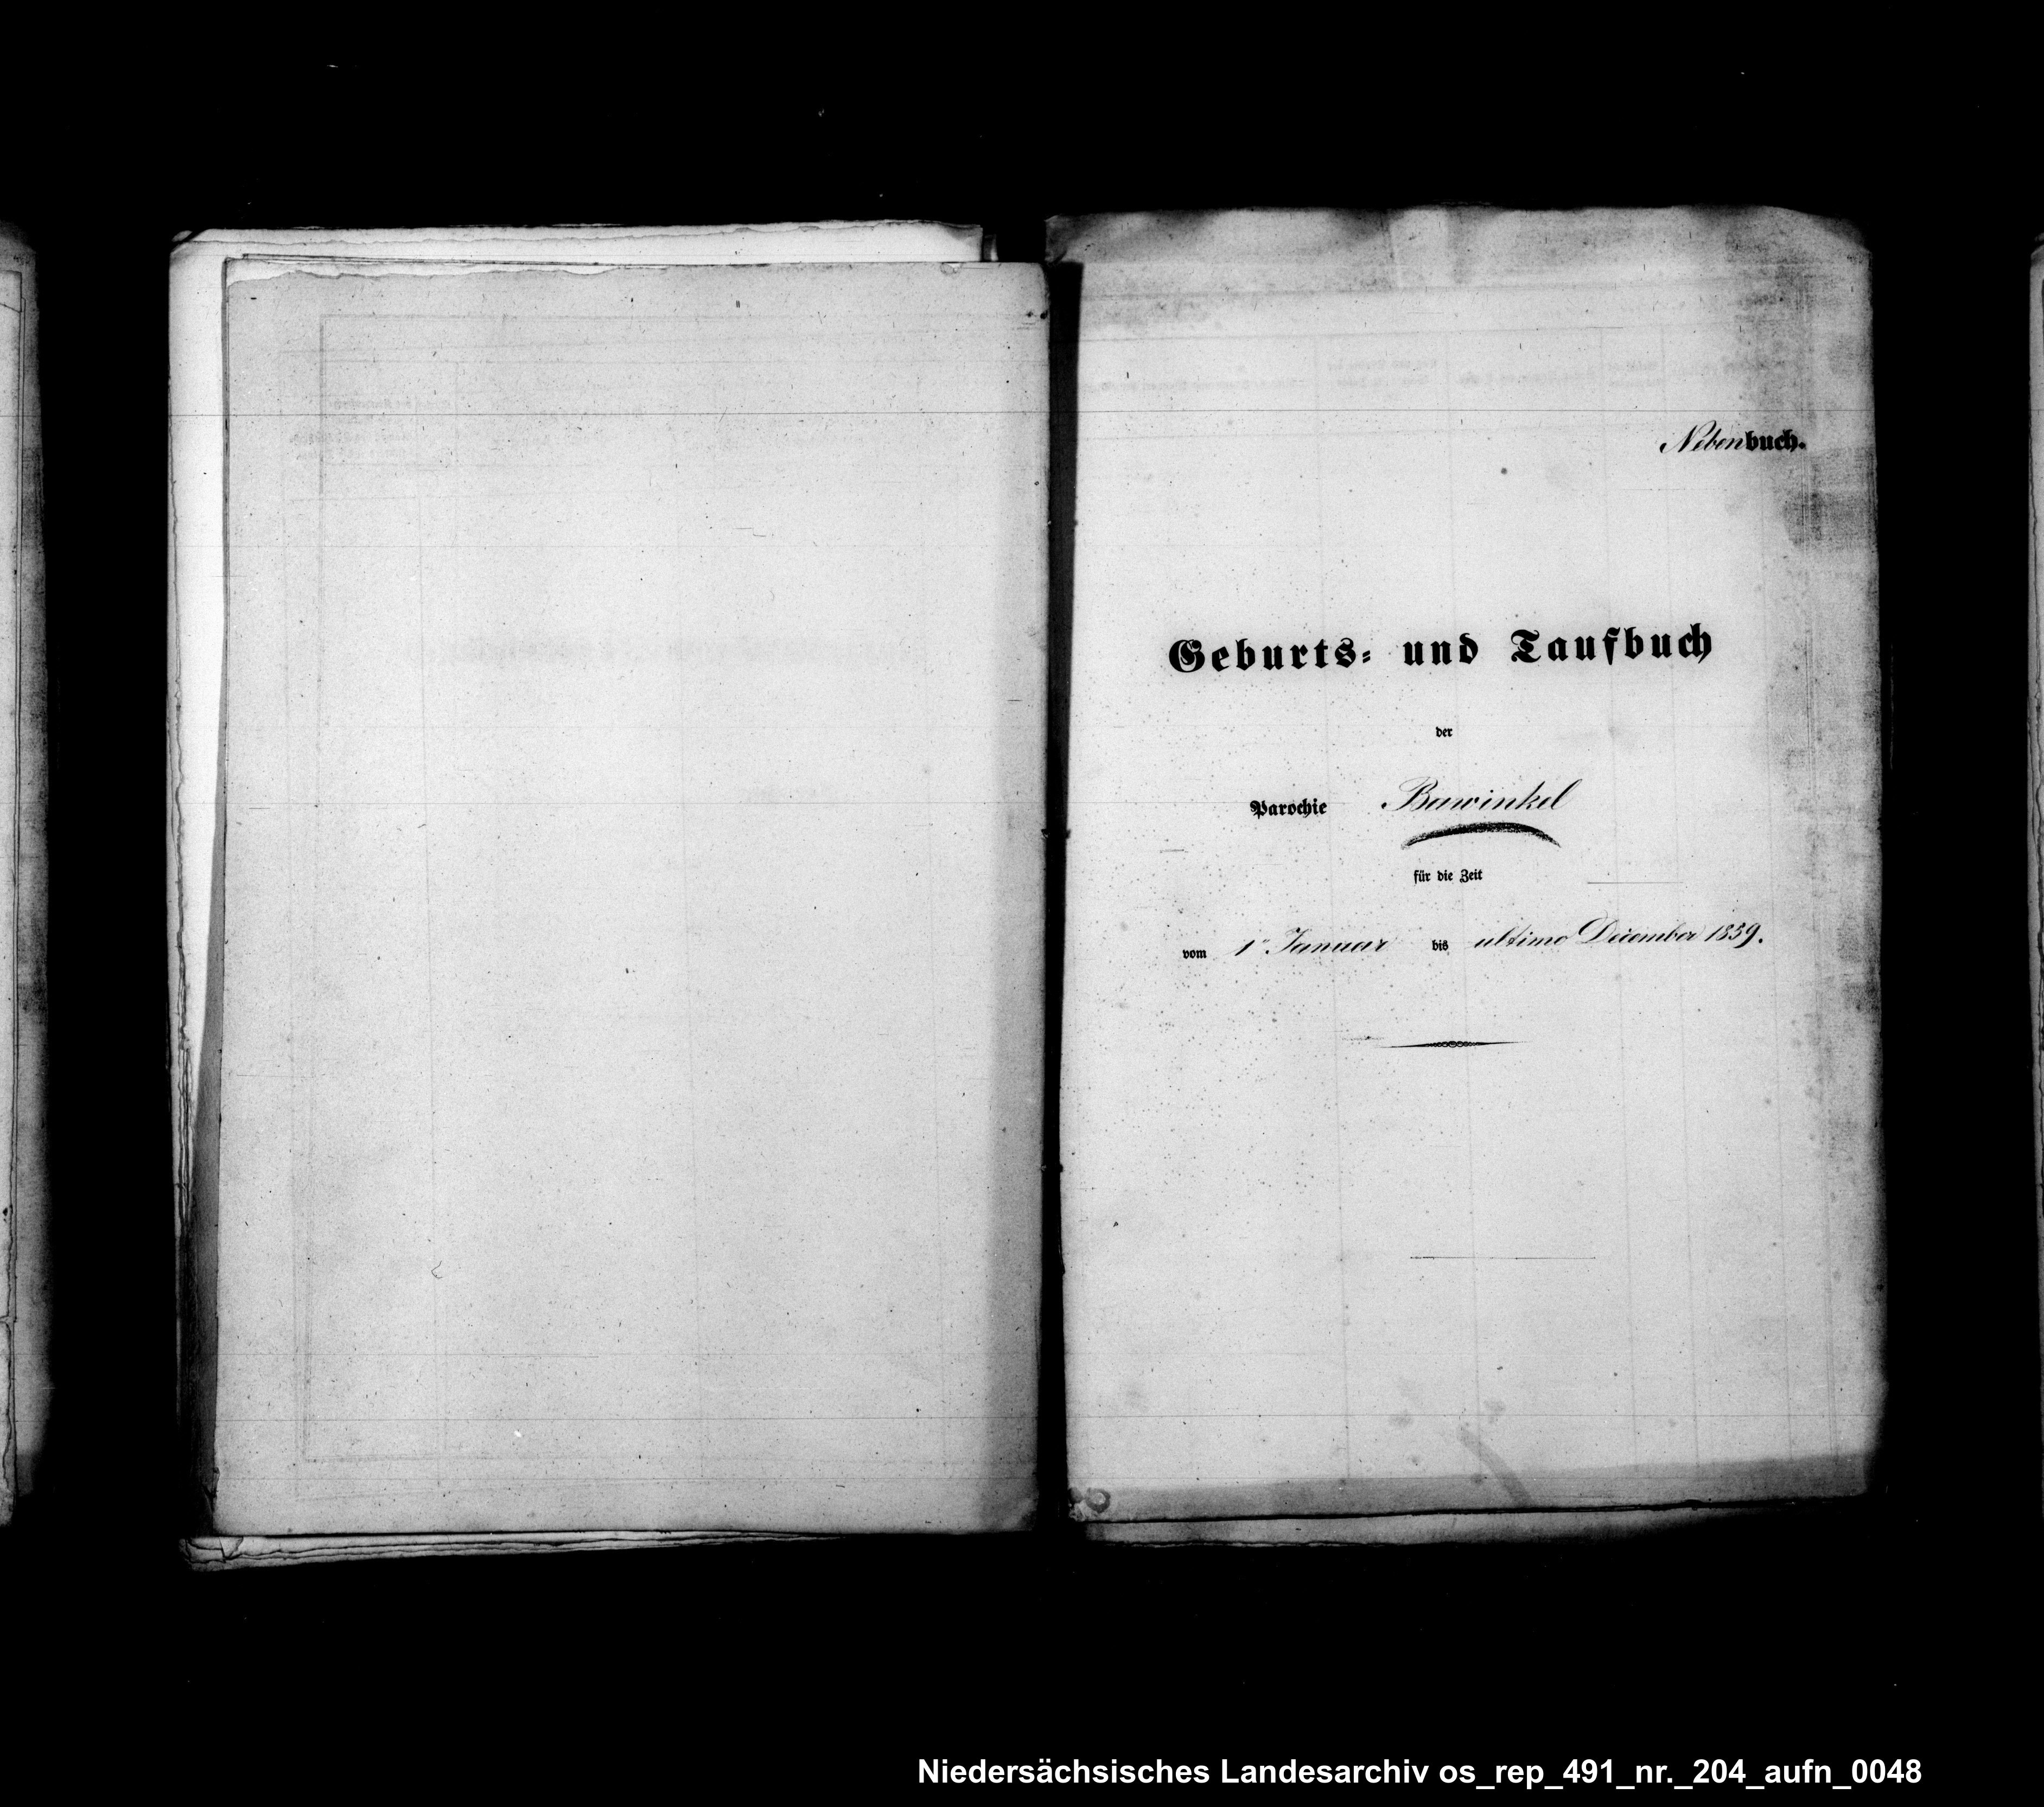 Nebenbuch.
Geburts- und Taufbuch
der
Parochie Bawinkel
für die Zeit
vom 1ⁿ Januar bis ultimo December 1859.
Niedersächsisches Landesarchiv os_rep_491_nr._204_aufn_0048